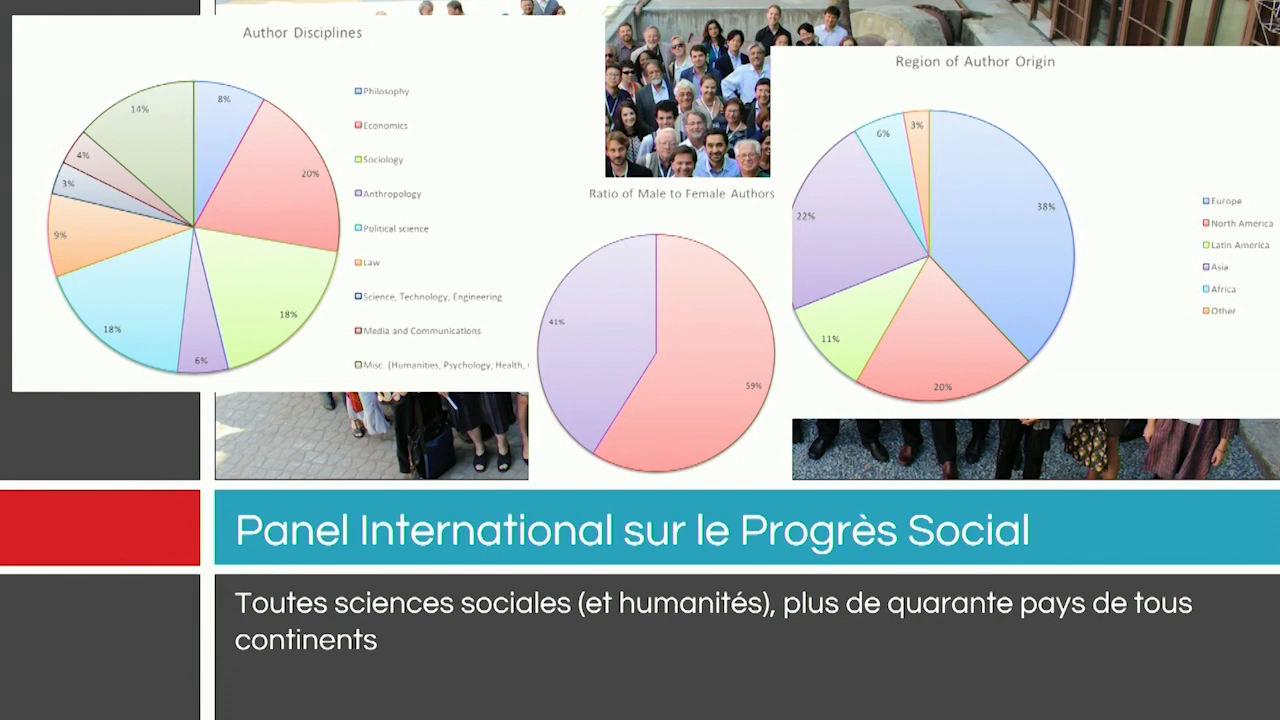 Author Disciplines
8%
20%
18%
6%
18%
9%
3%
4%
14%
Philosophy
Economics
Sociology
Anthropology
Political science
Law
Science, Technology, Engineering
Media and Communications
Misc. (Humanities, Psychology, Health,
Ratio of Male to Female Authors
41%
59%
Region of Author Origin
38%
20%
11%
22%
6%
3%
Europe
North America
Latin America
Asia
Africa
Other
Panel International sur le Progrès Social
Toutes sciences sociales (et humanités), plus de quarante pays de tous
continents